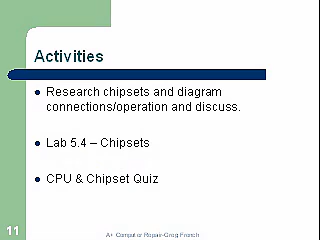 Activities
Research chipsets and diagram
connections/operation and discuss.
Lab 5.4 – Chipsets
CPU & Chipset Quiz
11
A+ Computer Repair-Greg French